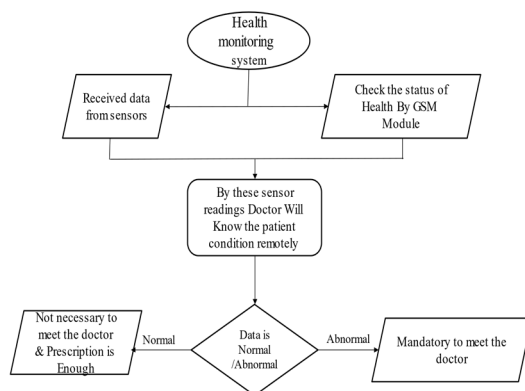 Health
monitoring
system
Received data
from sensors
Check the status of
Health By GSM
Module
By these sensor
readings Doctor Will
Know the patient
condition remotely
Not necessary to
meet the doctor
& Prescription is
Enough
Normal
Data is
Normal
/Abnormal
Abnormal
Mandatory to meet the
doctor